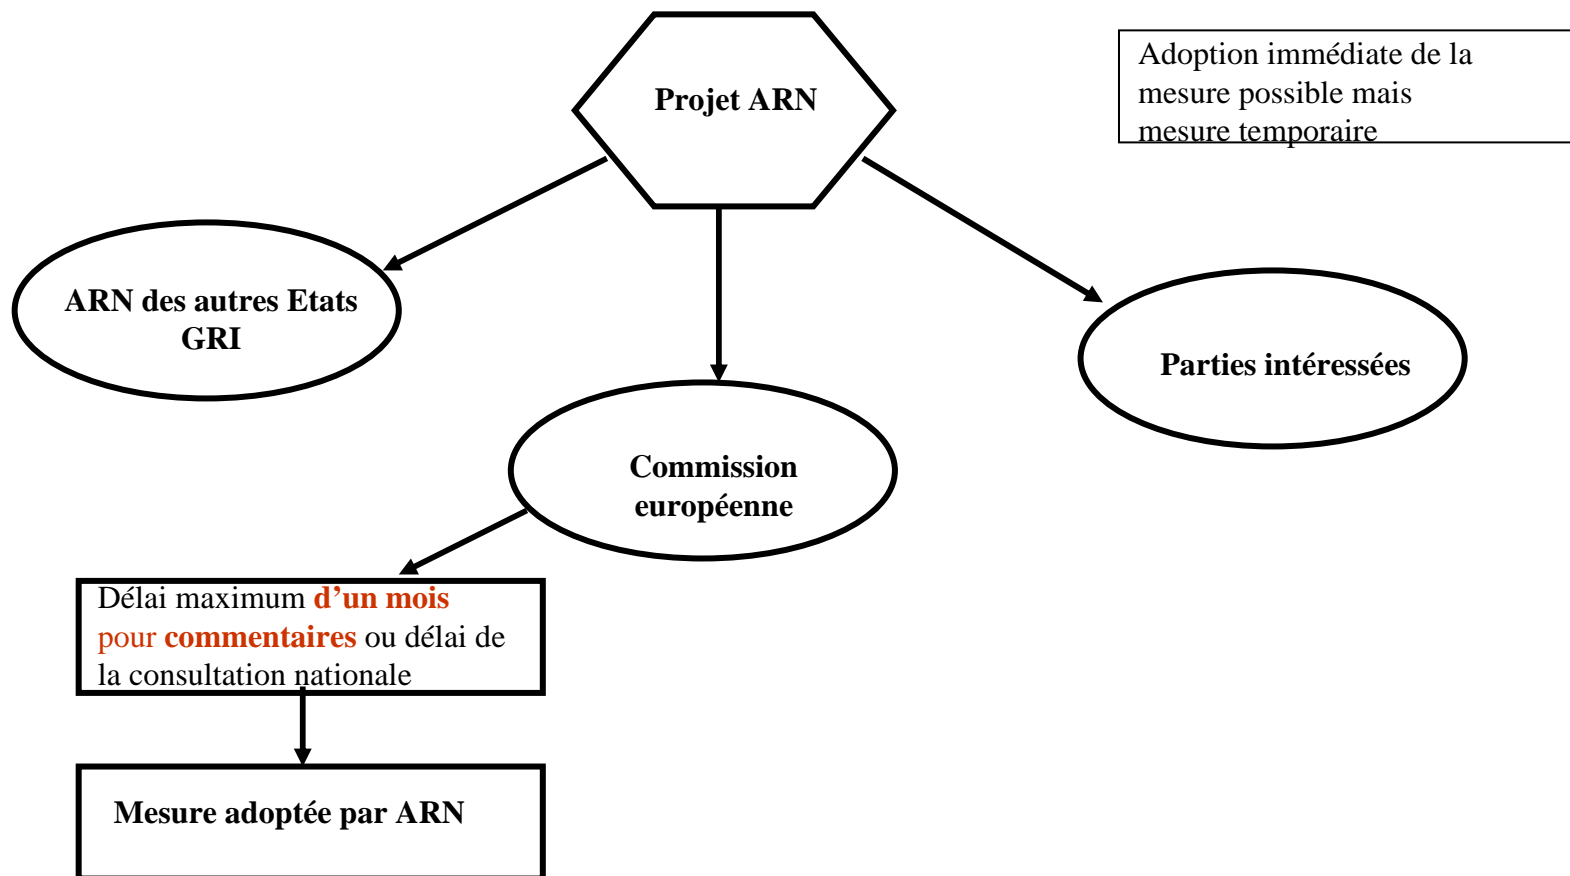 Projet ARN
Adoption immédiate de la
mesure possible mais
mesure temporaire
ARN des autres Etats
GRI
Parties intéressées
Commission
européenne
Délai maximum d’un mois
pour commentaires ou délai de
la consultation nationale
Mesure adoptée par ARN